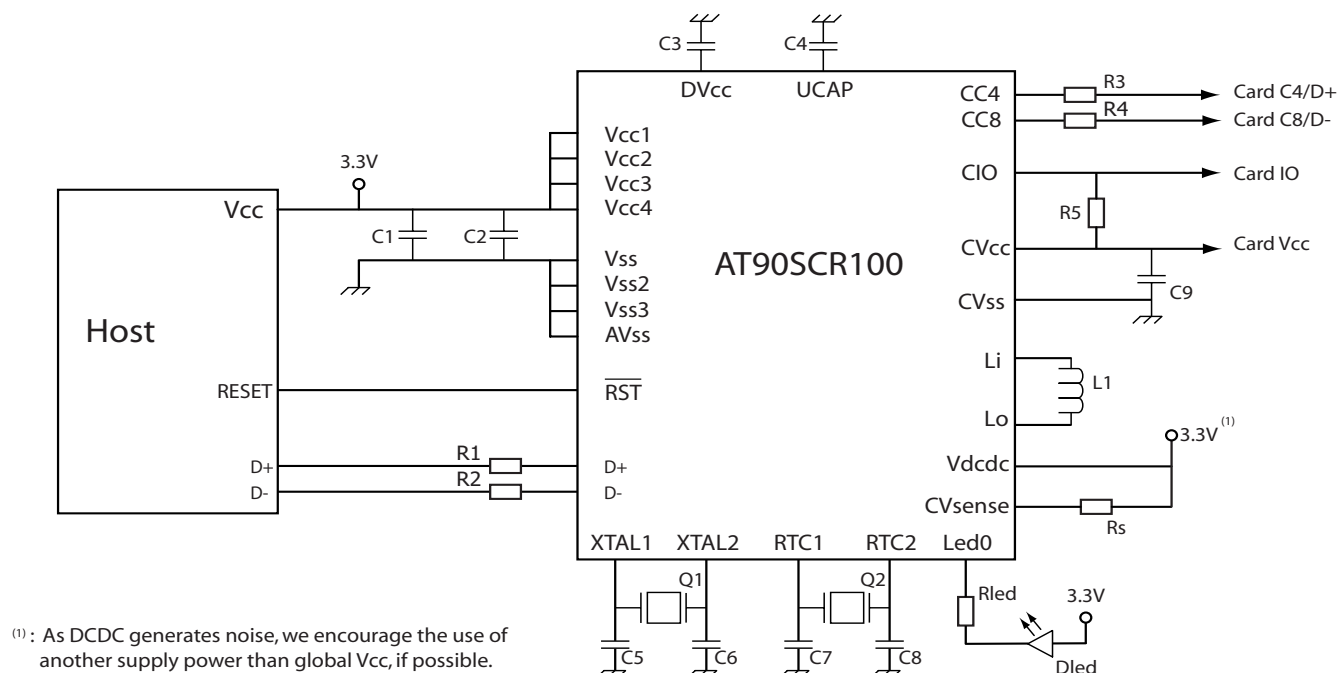 C3
C4
DVcc
UCAP
CC4
R3
Card C4/D+
CC8
R4
Card C8/D-
Vcc1
Vcc2
Vcc3
Vcc4
3.3V
Vcc
C1
C2
CIO
Card IO
R5
Vss
Vss2
Vss3
AVss
AT90SCR100
CVcc
Card Vcc
C9
CVss
Host
Li
L1
Lo
RESET
RST
3.3V (1)
Vdcdc
D+
R1
D+
D-
R2
D-
CVsense
Rs
XTAL1
XTAL2
RTC1
RTC2
Led0
Q1
Q2
Rled
3.3V
C5
C6
C7
C8
Dled
(1) : As DCDC generates noise, we encourage the use of
another supply power than global Vcc, if possible.